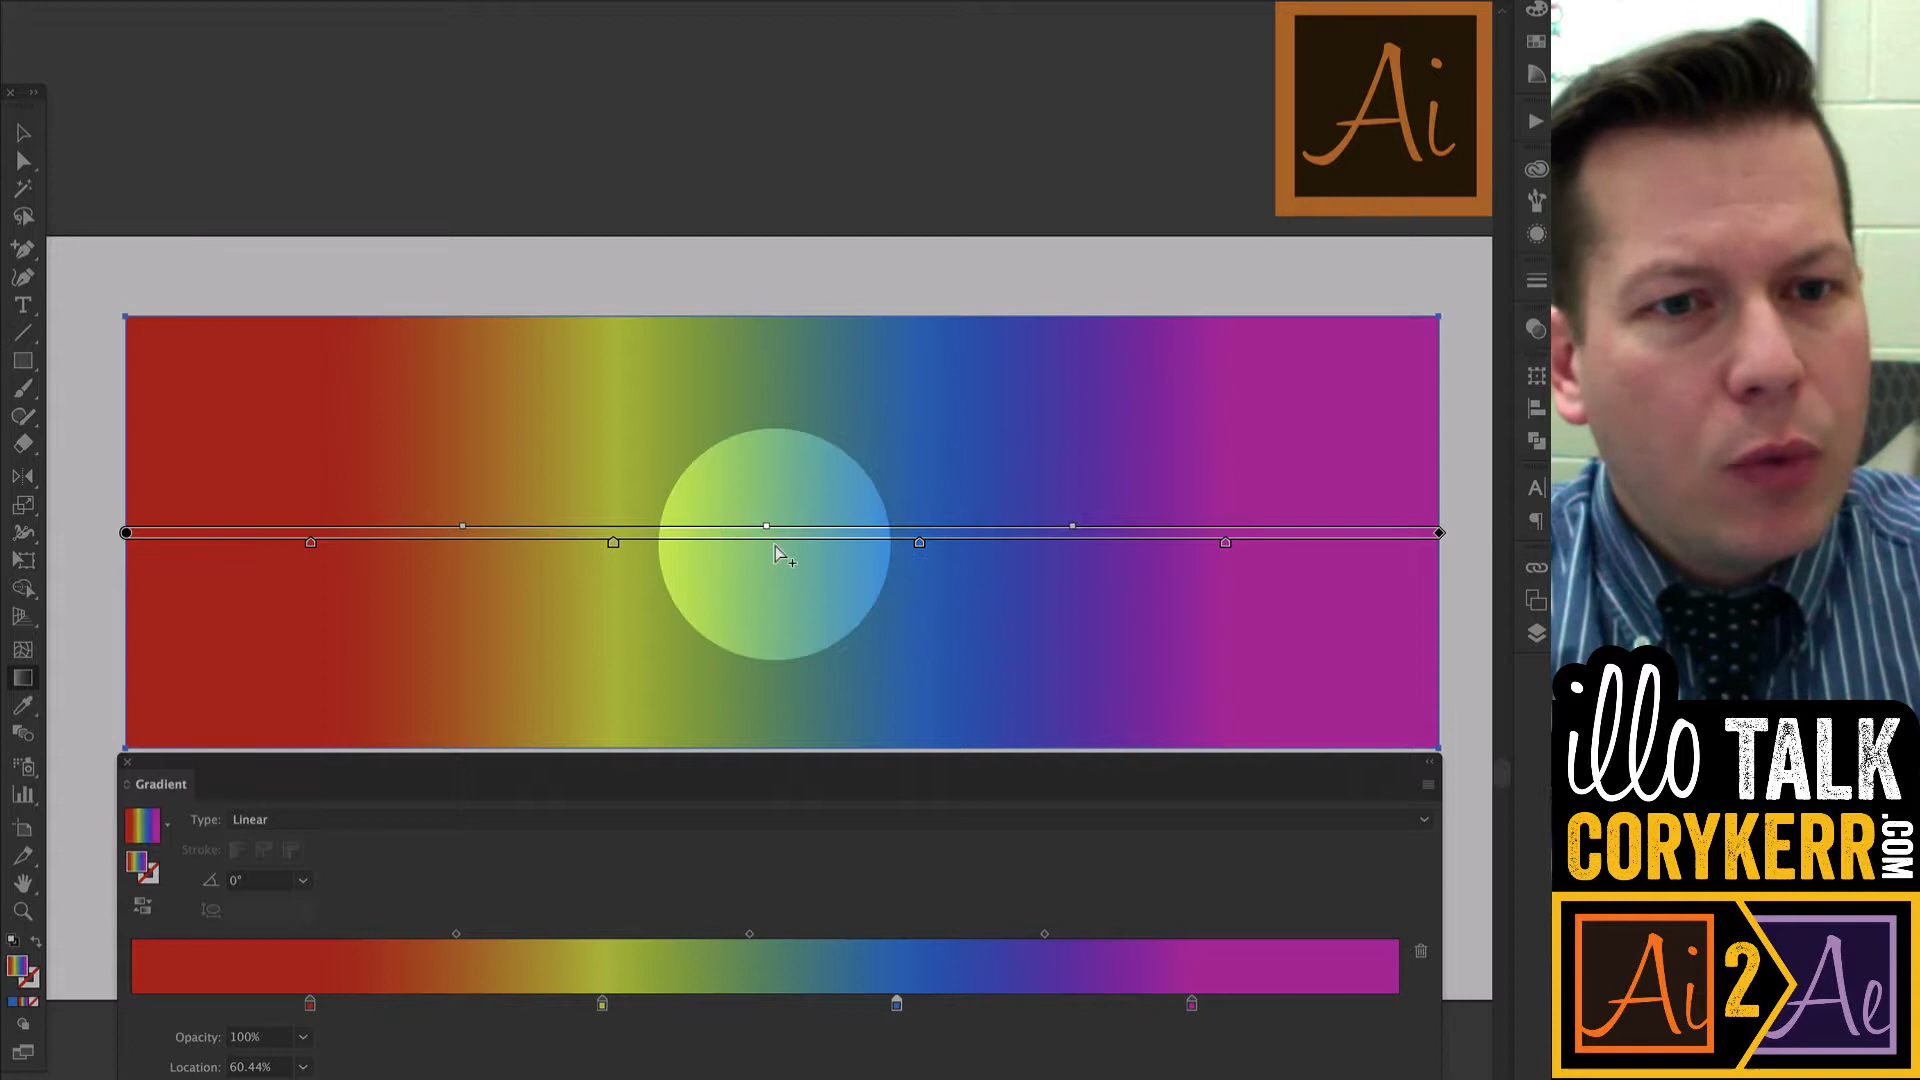 Ai
Gradient
Type: Linear
Stroke:
0°
Opacity: 100%
Location: 60.44%
illo TALK
CORYKERR.COM
Ai 2 Ae